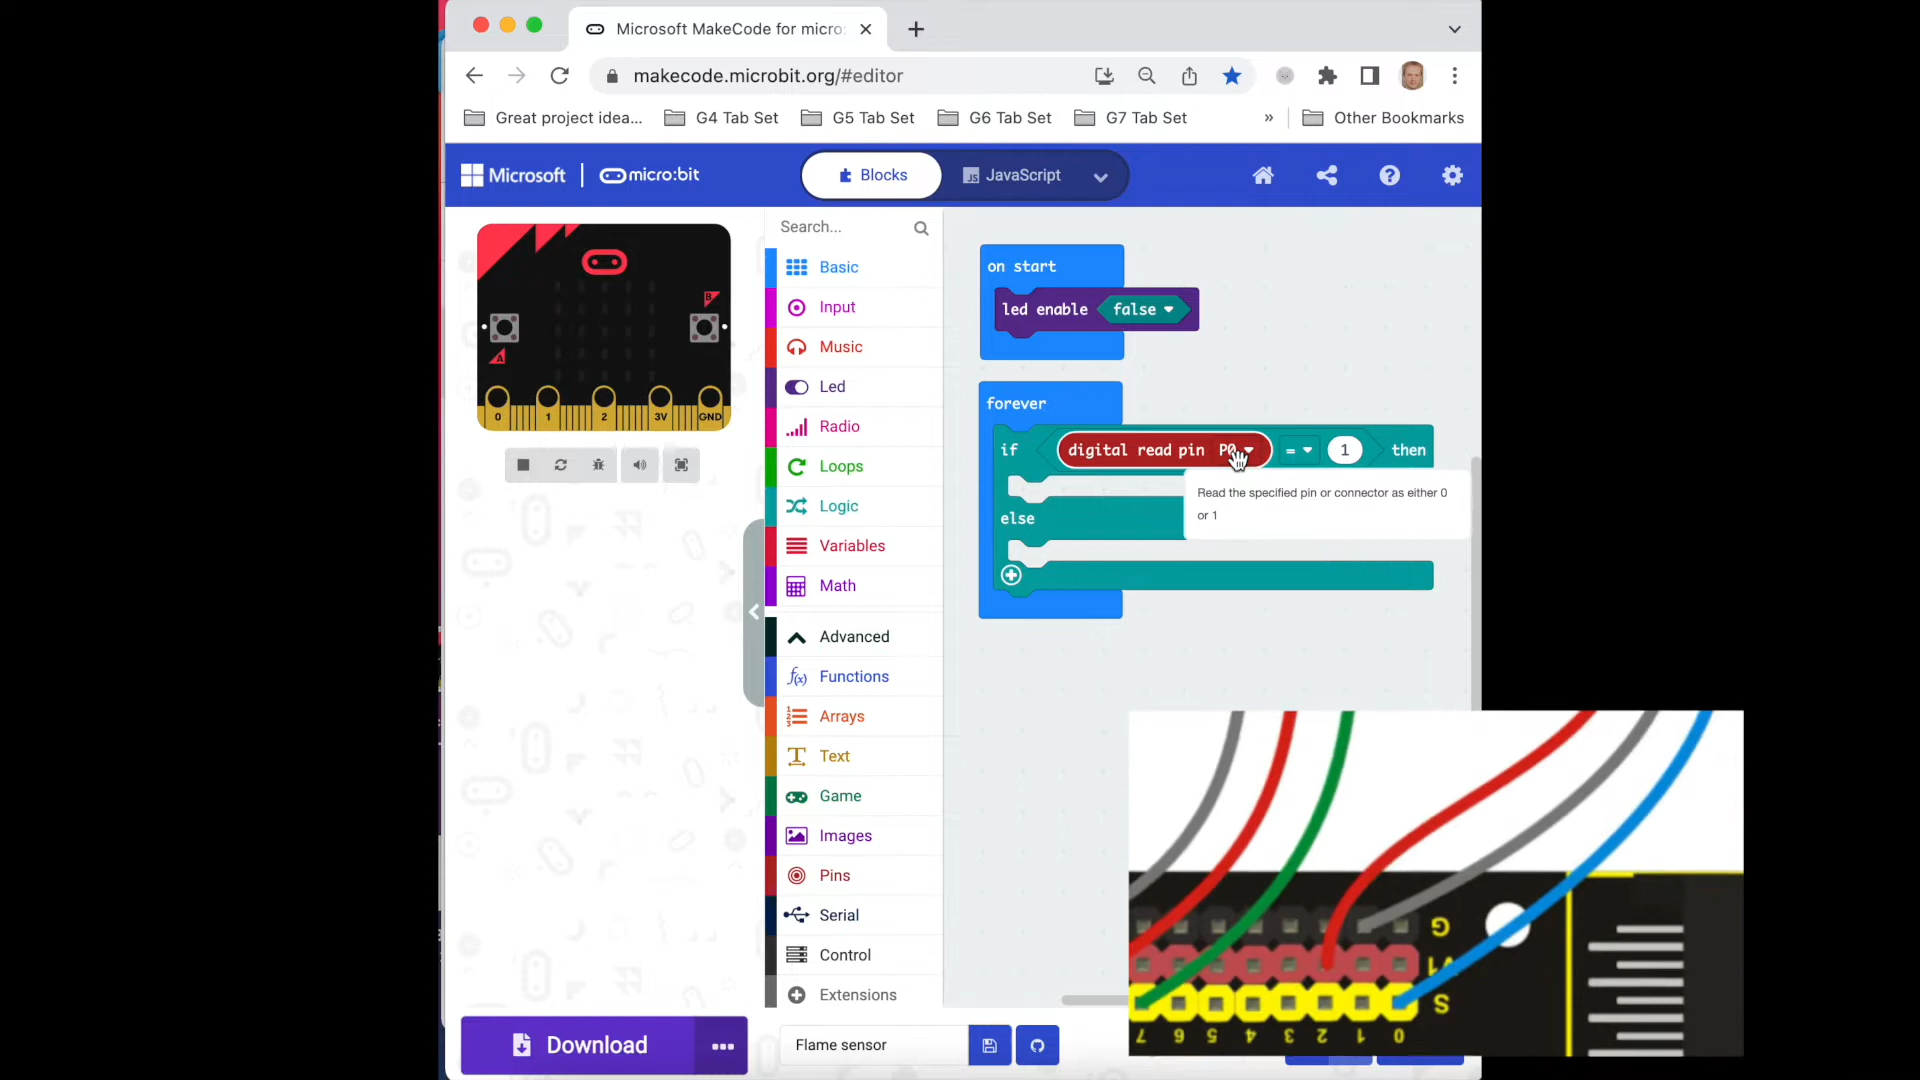 Microsoft MakeCode for micro:
makecode.microbit.org/#editor
Great project idea...
G4 Tab Set
G5 Tab Set
G6 Tab Set
G7 Tab Set
»
Other Bookmarks
Microsoft
micro:bit
Blocks
JS JavaScript
?
B
A
0 1 2 3V GND
Search...
Basic
Input
Music
Led
Radio
Loops
Logic
Variables
Math
Advanced
Functions
Arrays
Text
Game
Images
Pins
Serial
Control
Extensions
on start
led enable false
forever
if digital read pin P0 = 1 then
Read the specified pin or connector as either 0
or 1
else
Download
...
Flame sensor
G
V1
S
7 6 5 4 3 2 1 0